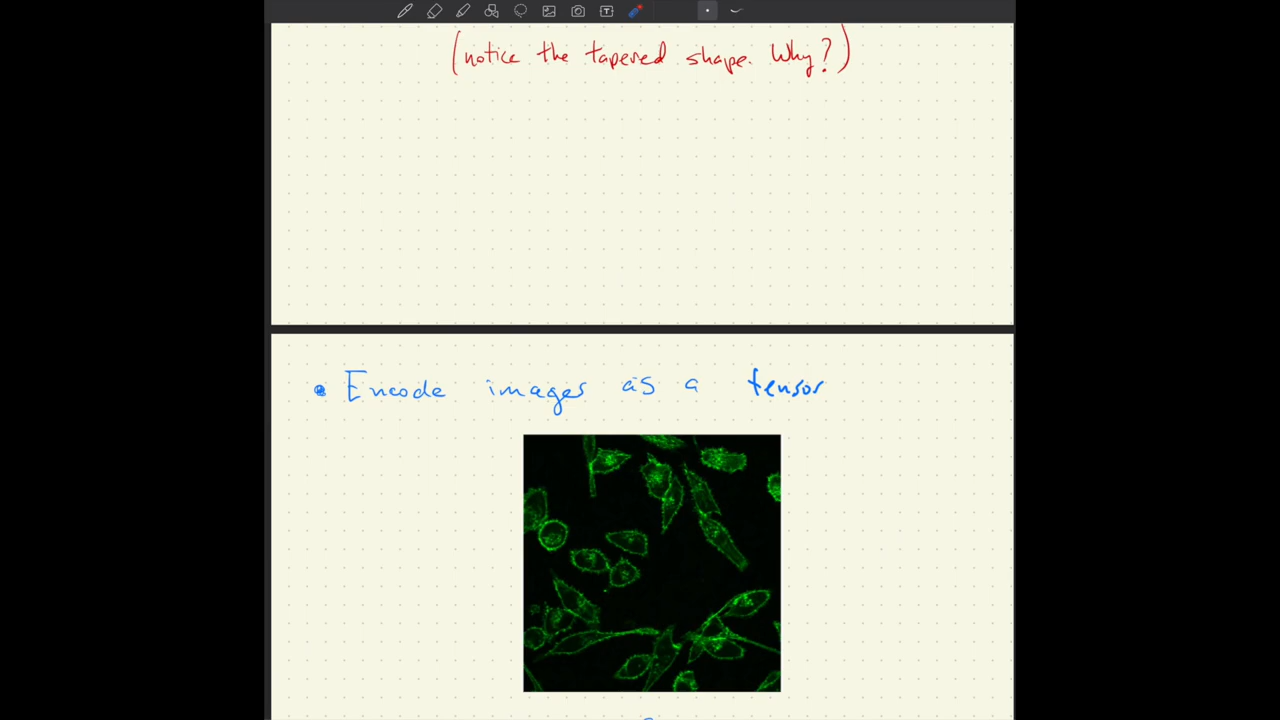 (notice the tapered shape. Why?)
• Encode images as a tensor